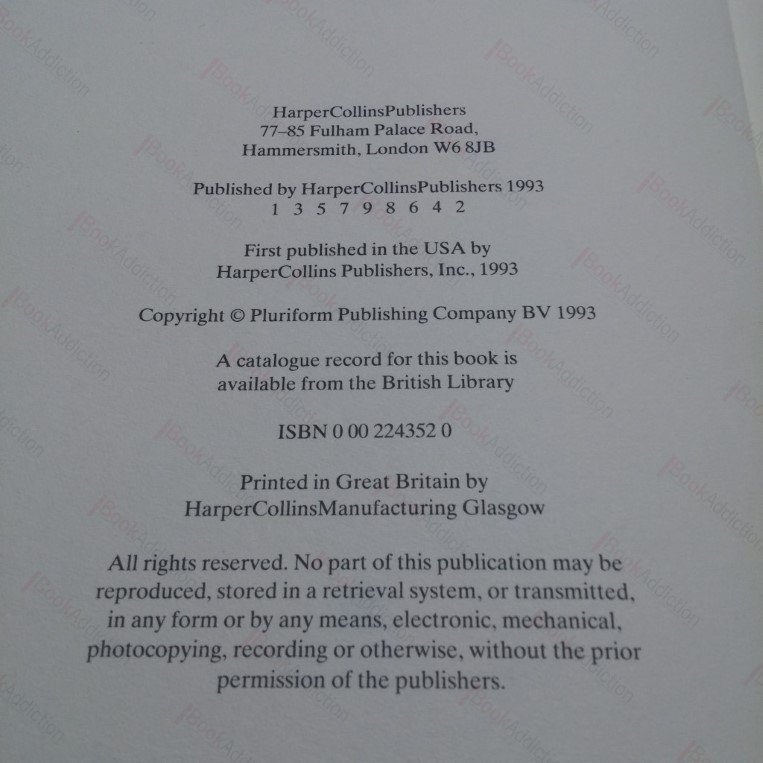 HarperCollinsPublishers
77–85 Fulham Palace Road,
Hammersmith, London W6 8JB
Published by HarperCollinsPublishers 1993
1 3 5 7 9 8 6 4 2
First published in the USA by
HarperCollins Publishers, Inc., 1993
Copyright © Pluriform Publishing Company BV 1993
A catalogue record for this book is
available from the British Library
ISBN 0 00 224352 0
Printed in Great Britain by
HarperCollinsManufacturing Glasgow
All rights reserved. No part of this publication may be
reproduced, stored in a retrieval system, or transmitted,
in any form or by any means, electronic, mechanical,
photocopying, recording or otherwise, without the prior
permission of the publishers.
BookAddiction